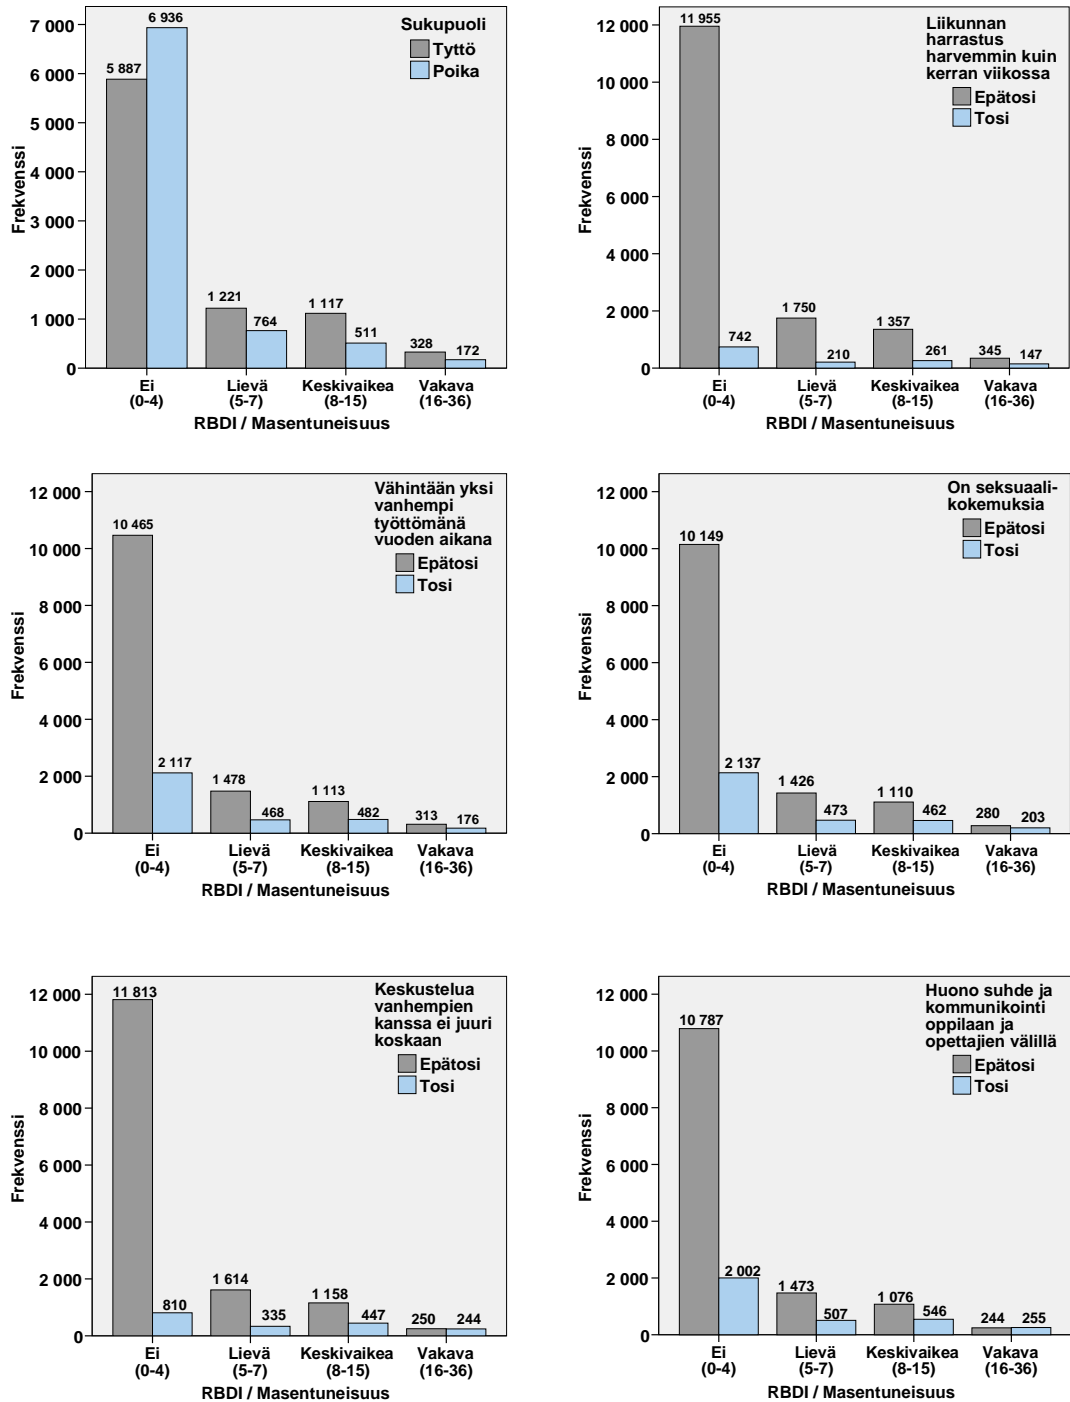 Sukupuoli
Tyttö
Poika
Frekvenssi
7 000
6 000
5 000
4 000
3 000
2 000
1 000
0
5 887
6 936
1 221
764
1 117
511
328
172
Ei
(0-4)
Lievä
(5-7)
Keskivaikea
(8-15)
Vakava
(16-36)
RBDI / Masentuneisuus
Liikunnan
harrastus
harvemmin kuin
kerran viikossa
Epätosi
Tosi
Frekvenssi
12 000
10 000
8 000
6 000
4 000
2 000
0
11 955
742
1 750
210
1 357
261
345
147
Ei
(0-4)
Lievä
(5-7)
Keskivaikea
(8-15)
Vakava
(16-36)
RBDI / Masentuneisuus
Vähintään yksi
vanhempi
työttömänä
vuoden aikana
Epätosi
Tosi
Frekvenssi
12 000
10 000
8 000
6 000
4 000
2 000
0
10 465
2 117
1 478
468
1 113
482
313
176
Ei
(0-4)
Lievä
(5-7)
Keskivaikea
(8-15)
Vakava
(16-36)
RBDI / Masentuneisuus
On seksuaali-
kokemuksia
Epätosi
Tosi
Frekvenssi
12 000
10 000
8 000
6 000
4 000
2 000
0
10 149
2 137
1 426
473
1 110
462
280
203
Ei
(0-4)
Lievä
(5-7)
Keskivaikea
(8-15)
Vakava
(16-36)
RBDI / Masentuneisuus
Keskustelua
vanhempien
kanssa ei juuri
koskaan
Epätosi
Tosi
Frekvenssi
12 000
10 000
8 000
6 000
4 000
2 000
0
11 813
810
1 614
335
1 158
447
250
244
Ei
(0-4)
Lievä
(5-7)
Keskivaikea
(8-15)
Vakava
(16-36)
RBDI / Masentuneisuus
Huono suhde ja
kommunikointi
oppilaan ja
opettajien välillä
Epätosi
Tosi
Frekvenssi
12 000
10 000
8 000
6 000
4 000
2 000
0
10 787
2 002
1 473
507
1 076
546
244
255
Ei
(0-4)
Lievä
(5-7)
Keskivaikea
(8-15)
Vakava
(16-36)
RBDI / Masentuneisuus